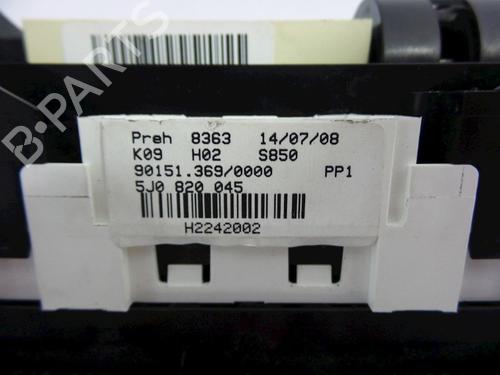 B-PARTS
Preh 8363 14/07/08
K09 H02 S850
90151.369/0000 PP1
5J0 820 045
H2242002